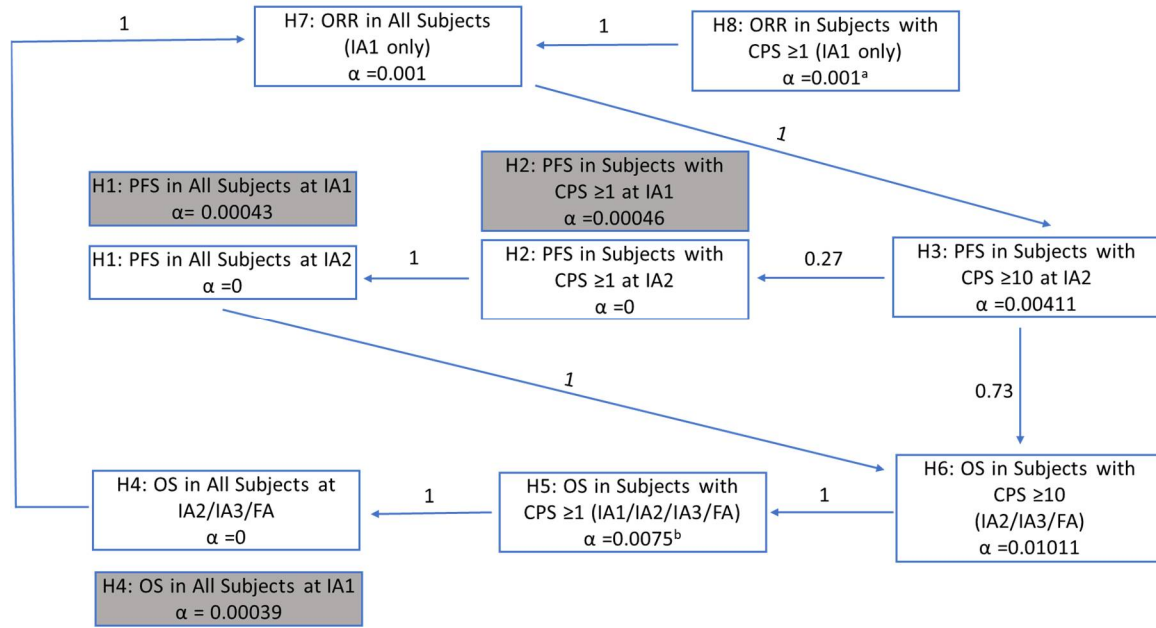 1
H7: ORR in All Subjects
(IA1 only)
α =0.001
1
H8: ORR in Subjects with
CPS ≥1 (IA1 only)
α =0.001ᵃ
1
H1: PFS in All Subjects at IA1
α= 0.00043
H2: PFS in Subjects with
CPS ≥1 at IA1
α =0.00046
H1: PFS in All Subjects at IA2
α =0
1
H2: PFS in Subjects with
CPS ≥1 at IA2
α =0
0.27
H3: PFS in Subjects with
CPS ≥10 at IA2
α =0.00411
1
0.73
H4: OS in All Subjects at
IA2/IA3/FA
α =0
1
H5: OS in Subjects with
CPS ≥1 (IA1/IA2/IA3/FA)
α =0.0075ᵇ
1
H6: OS in Subjects with
CPS ≥10
(IA2/IA3/FA)
α =0.01011
H4: OS in All Subjects at IA1
α = 0.00039